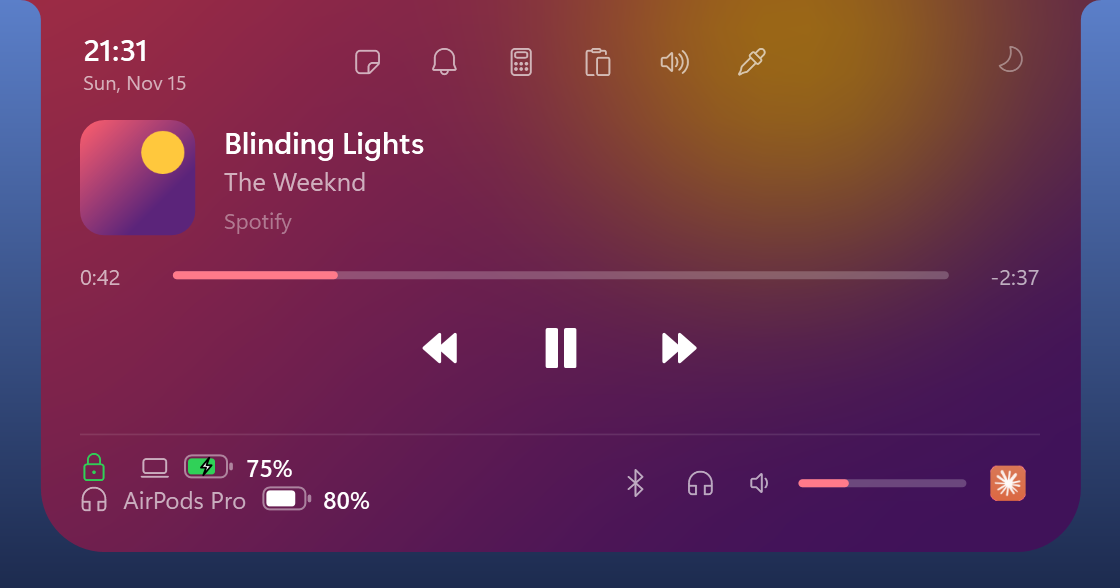 21:31
Sun, Nov 15
Blinding Lights
The Weeknd
Spotify
0:42
-2:37
75%
AirPods Pro 80%